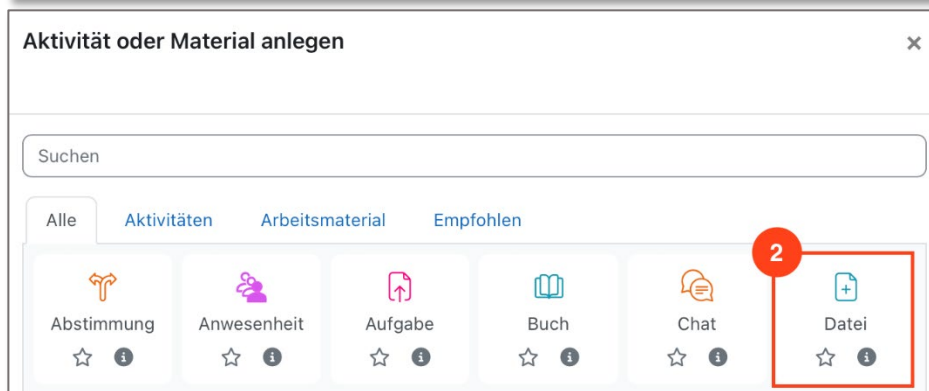 Aktivität oder Material anlegen
×
Suchen
Alle Aktivitäten Arbeitsmaterial Empfohlen
2
Abstimmung Anwesenheit Aufgabe Buch Chat Datei